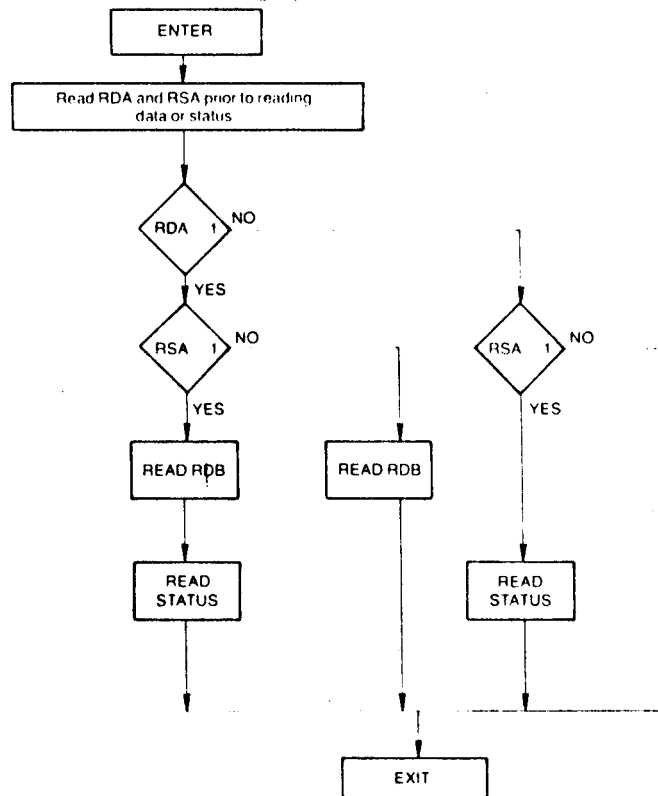 ENTER
Read RDA and RSA prior to reading
data or status
RDA 1
NO
YES
RSA 1
NO
RSA 1
NO
YES
YES
READ RDB
READ RDB
READ
STATUS
READ
STATUS
EXIT